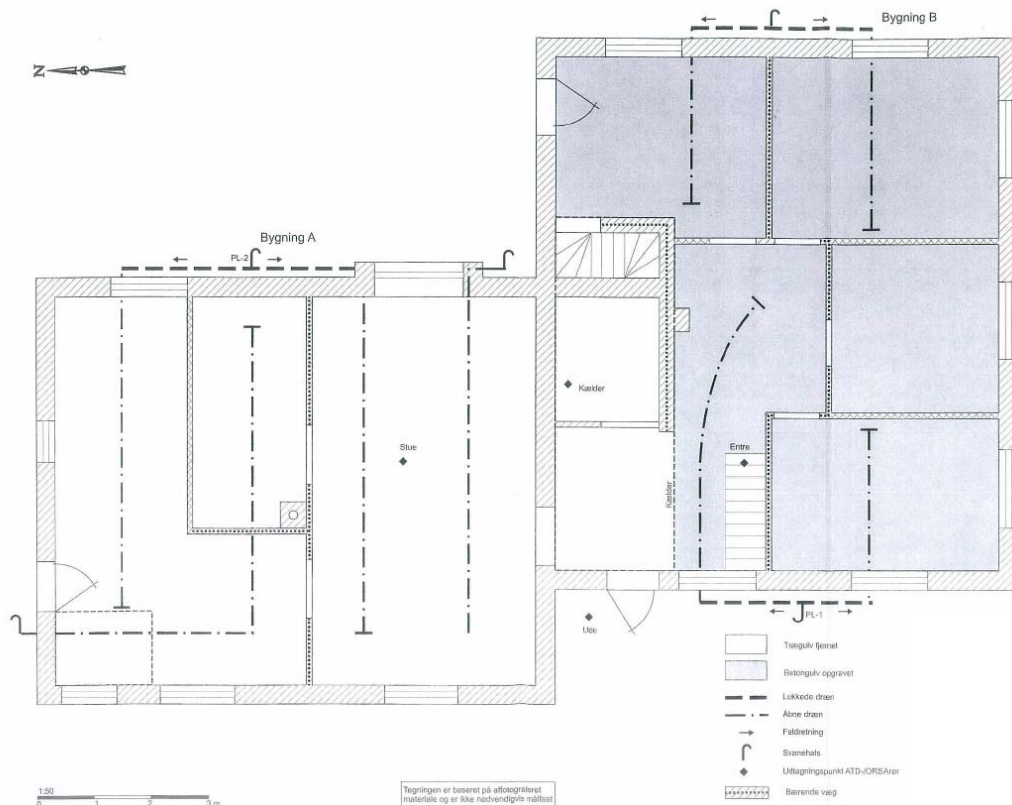 Bygning B
N
Bygning A
PL-2
Kælder
Stue
Entre
Kælder
Ude
PL-1
Trægulv fjernet
Betongulv opgravet
Lukkede dræn
Åbne dræn
Faldretning
Svanehals
Udtagningspunkt ATD-/ORSArør
Bærende væg
1:50
0 1 2 3 m
Tegningen er baseret på affotograferet
materiale og er ikke nødvendigvis målfast